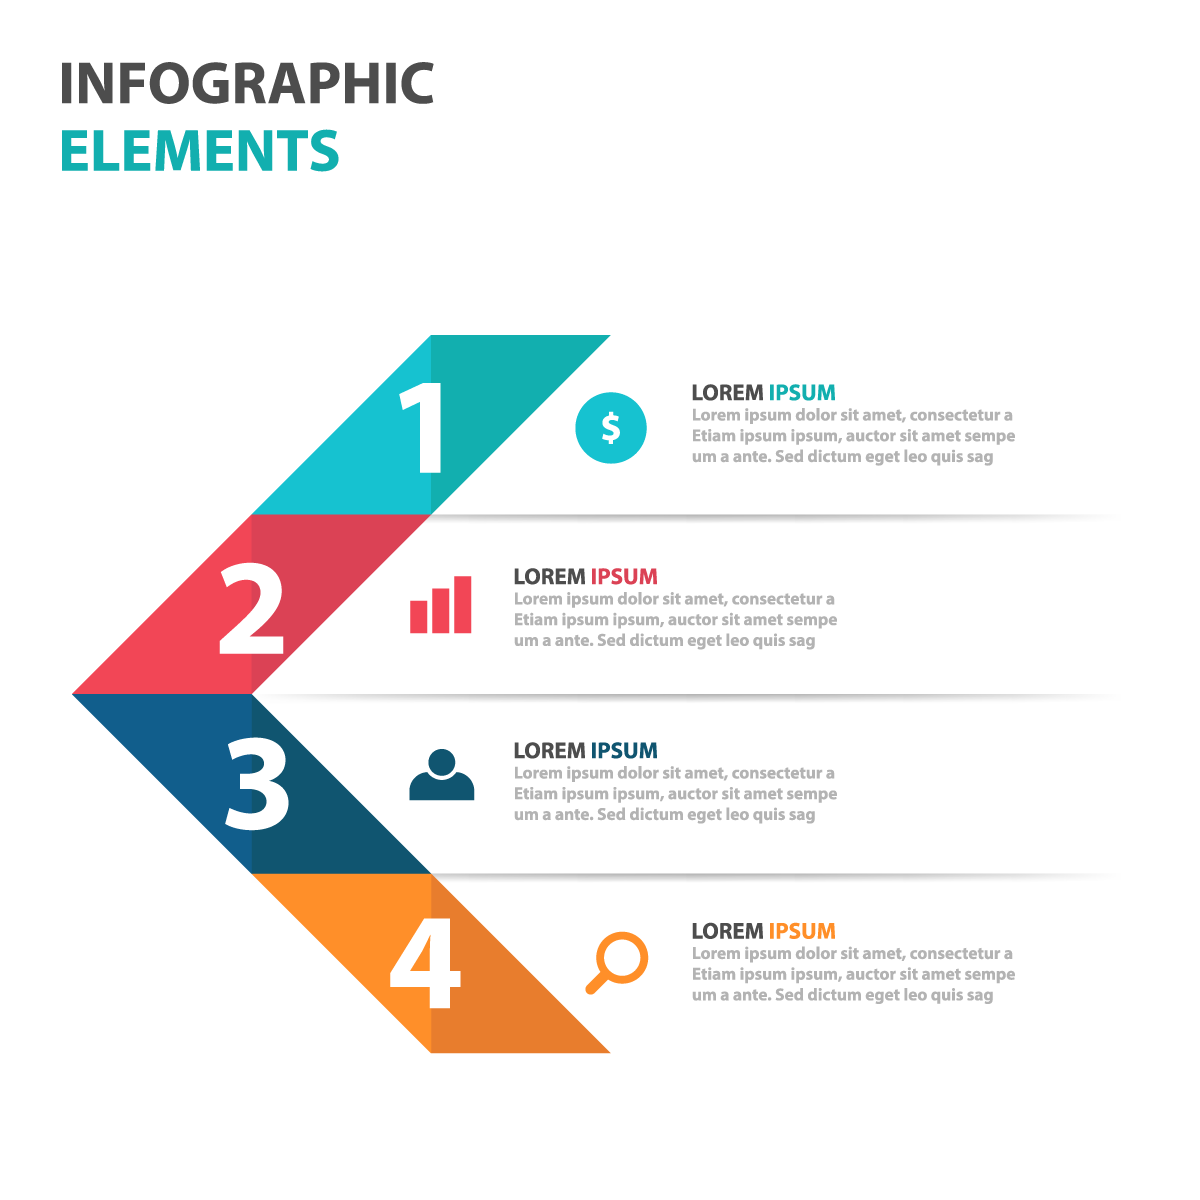 INFOGRAPHIC
ELEMENTS
1
$
LOREM IPSUM
Lorem ipsum dolor sit amet, consectetur a
Etiam ipsum ipsum, auctor sit amet sempe
um a ante. Sed dictum eget leo quis sag
2
LOREM IPSUM
Lorem ipsum dolor sit amet, consectetur a
Etiam ipsum ipsum, auctor sit amet sempe
um a ante. Sed dictum eget leo quis sag
3
LOREM IPSUM
Lorem ipsum dolor sit amet, consectetur a
Etiam ipsum ipsum, auctor sit amet sempe
um a ante. Sed dictum eget leo quis sag
4
LOREM IPSUM
Lorem ipsum dolor sit amet, consectetur a
Etiam ipsum ipsum, auctor sit amet sempe
um a ante. Sed dictum eget leo quis sag